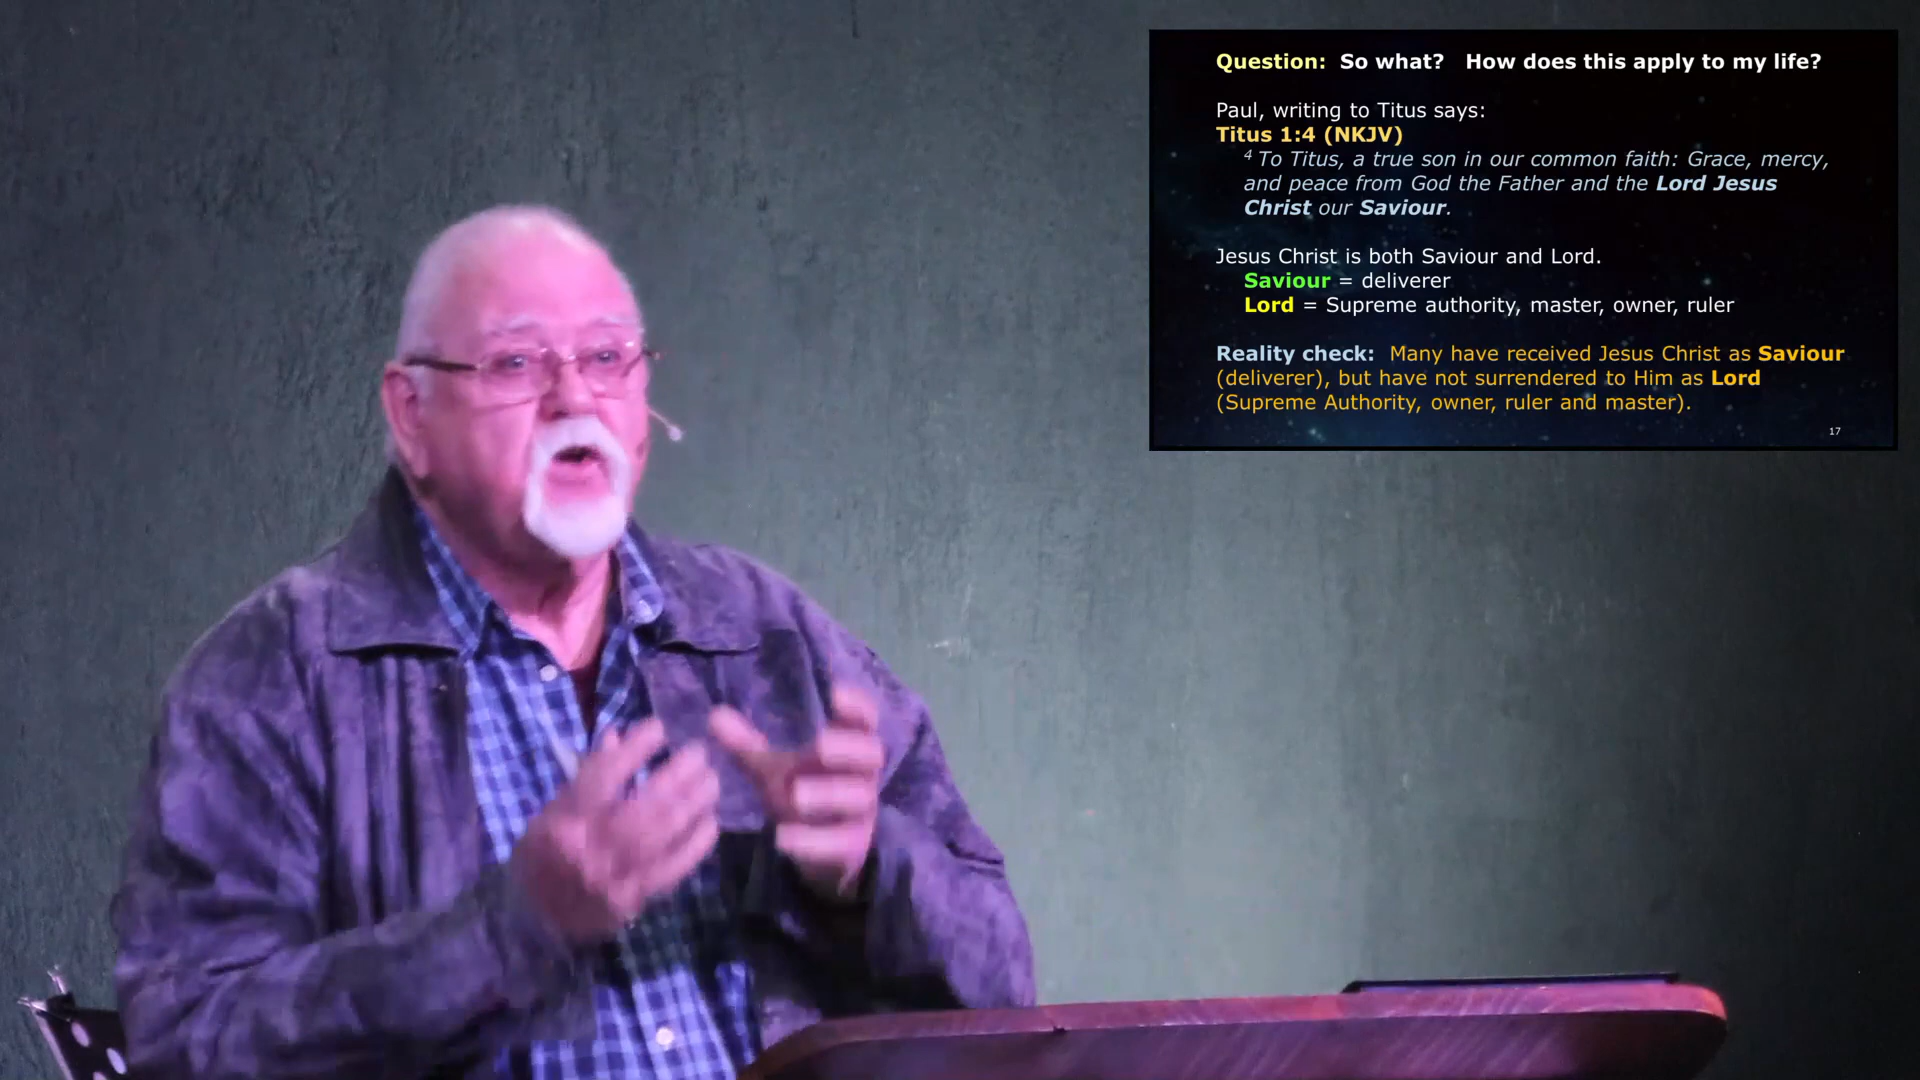 Question: So what? How does this apply to my life?
Paul, writing to Titus says:
Titus 1:4 (NKJV)
4 To Titus, a true son in our common faith: Grace, mercy,
and peace from God the Father and the Lord Jesus
Christ our Saviour.
Jesus Christ is both Saviour and Lord.
Saviour = deliverer
Lord = Supreme authority, master, owner, ruler
Reality check: Many have received Jesus Christ as Saviour
(deliverer), but have not surrendered to Him as Lord
(Supreme Authority, owner, ruler and master).
17